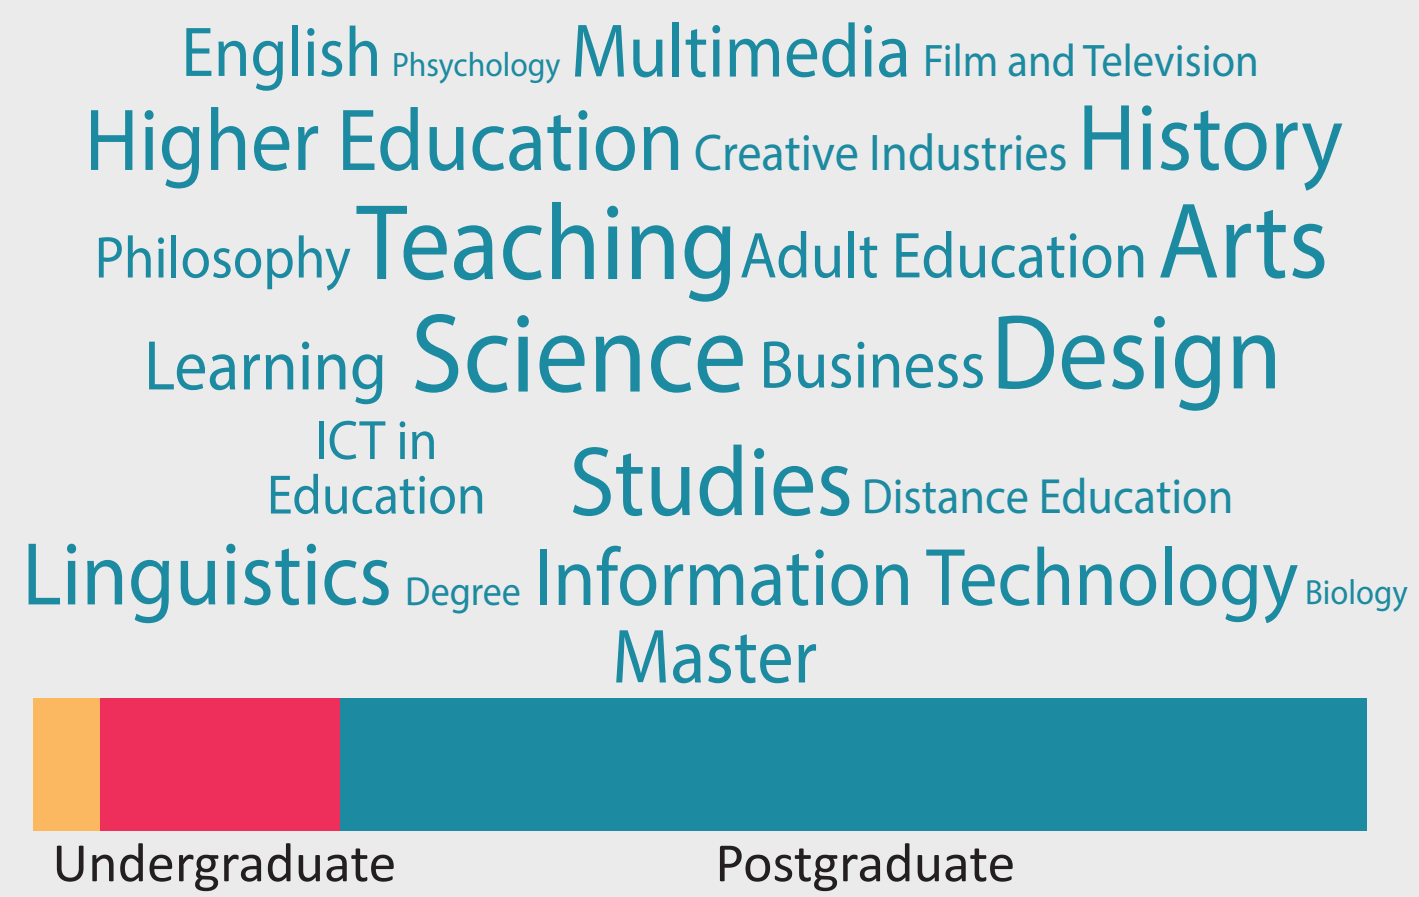 English Phsychology Multimedia Film and Television
Higher Education Creative Industries History
Philosophy Teaching Adult Education Arts
Learning Science Business Design
ICT in
Education Studies Distance Education
Linguistics Degree Information Technology Biology
Master
Undergraduate Postgraduate